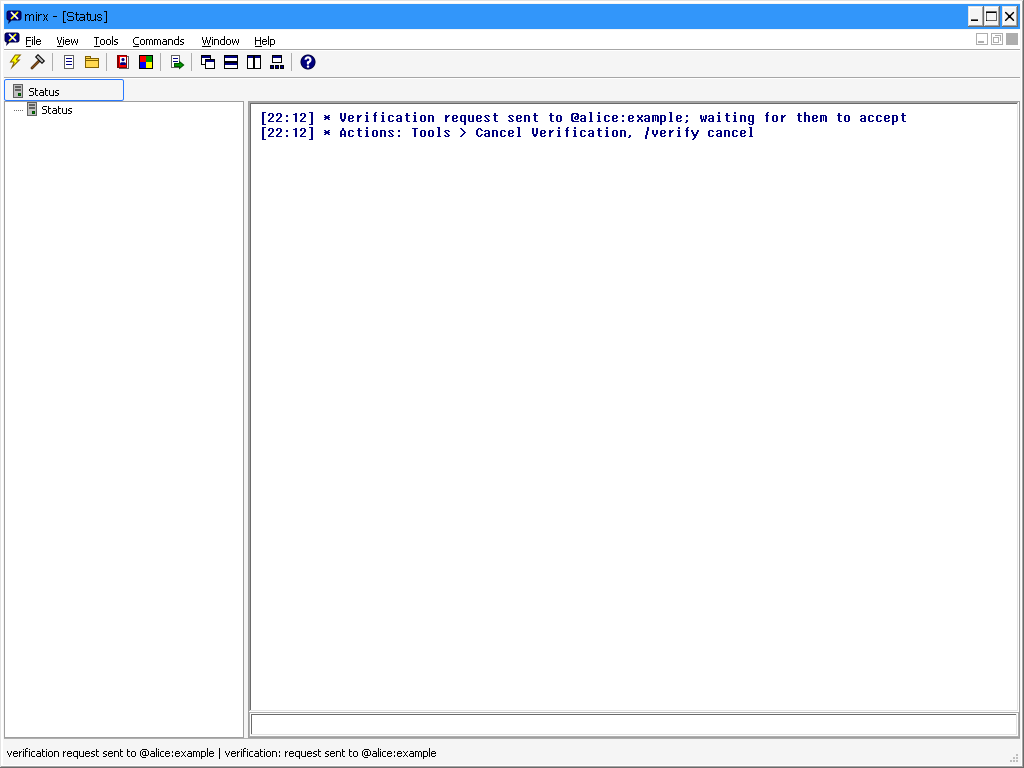 mirx - [Status]
File View Tools Commands Window Help
Status
Status
[22:12] * Verification request sent to @alice:example; waiting for them to accept
[22:12] * Actions: Tools > Cancel Verification, /verify cancel
verification request sent to @alice:example | verification: request sent to @alice:example